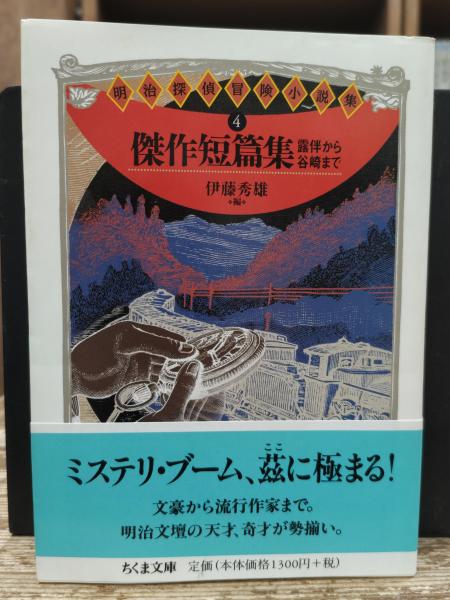 明治探偵冒険小説集
4
傑作短篇集 露伴から
谷崎まで
伊藤秀雄
編
ミステリ・ブーム、茲に極まる!
ここ
文豪から流行作家まで。
明治文壇の天才、奇才が勢揃い。
ちくま文庫 定価(本体価格1300円+税)